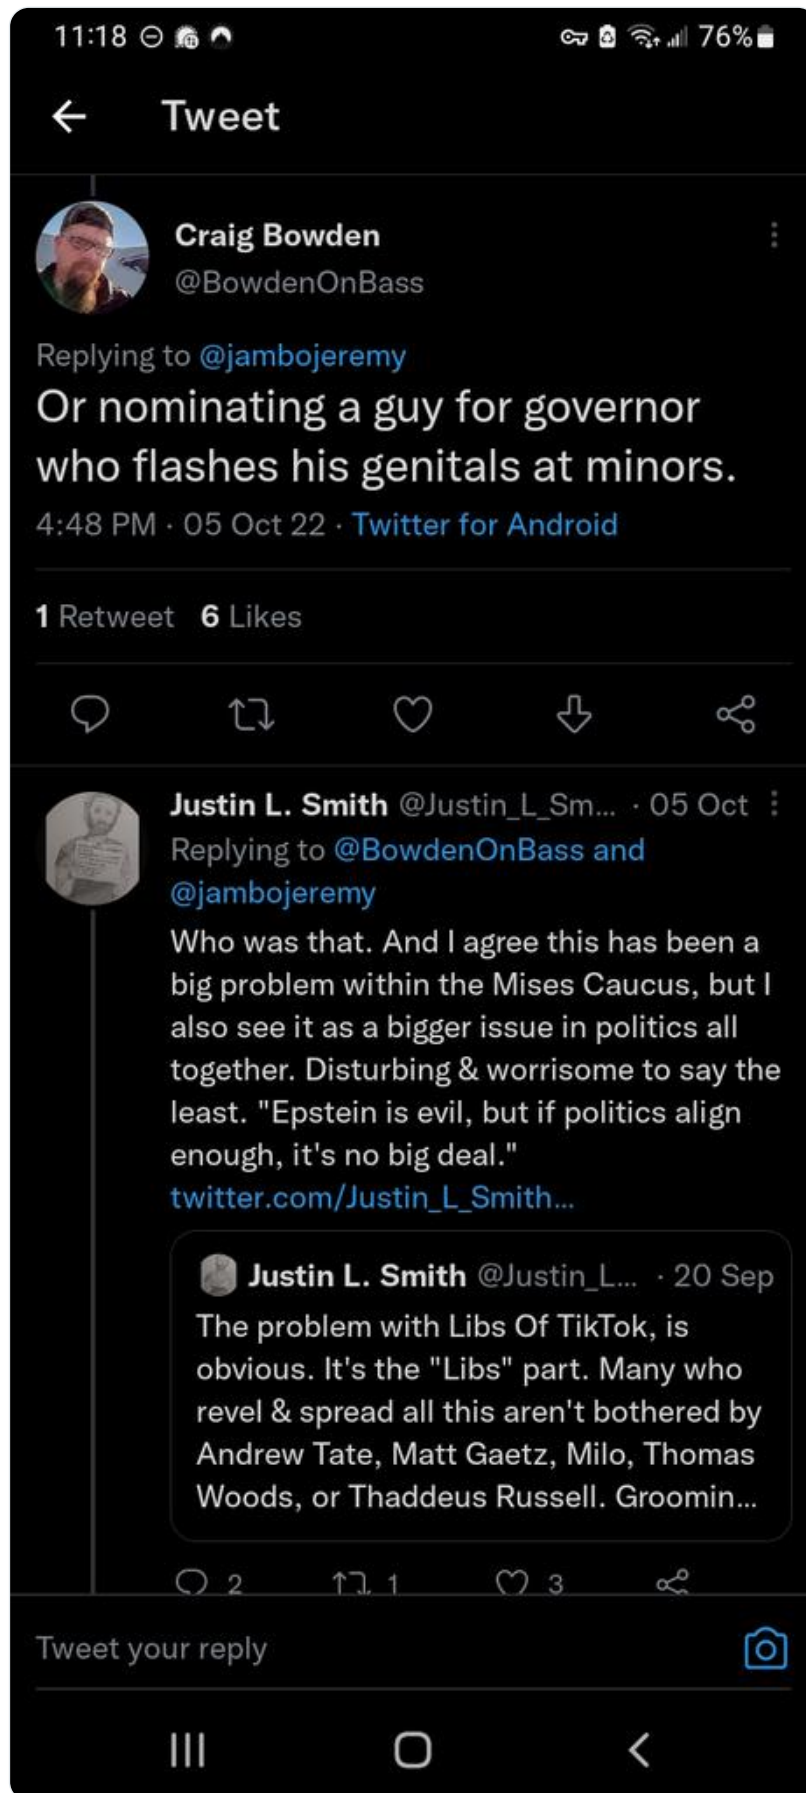 11:18 76%
Tweet
Craig Bowden
@BowdenOnBass
Replying to @jambojeremy
Or nominating a guy for governor
who flashes his genitals at minors.
4:48 PM · 05 Oct 22 · Twitter for Android
1 Retweet 6 Likes
Justin L. Smith @Justin_L_Sm... · 05 Oct
Replying to @BowdenOnBass and
@jambojeremy
Who was that. And I agree this has been a
big problem within the Mises Caucus, but I
also see it as a bigger issue in politics all
together. Disturbing & worrisome to say the
least. "Epstein is evil, but if politics align
enough, it's no big deal."
twitter.com/Justin_L_Smith...
Justin L. Smith @Justin_L... · 20 Sep
The problem with Libs Of TikTok, is
obvious. It's the "Libs" part. Many who
revel & spread all this aren't bothered by
Andrew Tate, Matt Gaetz, Milo, Thomas
Woods, or Thaddeus Russell. Groomin...
2 1 3
Tweet your reply